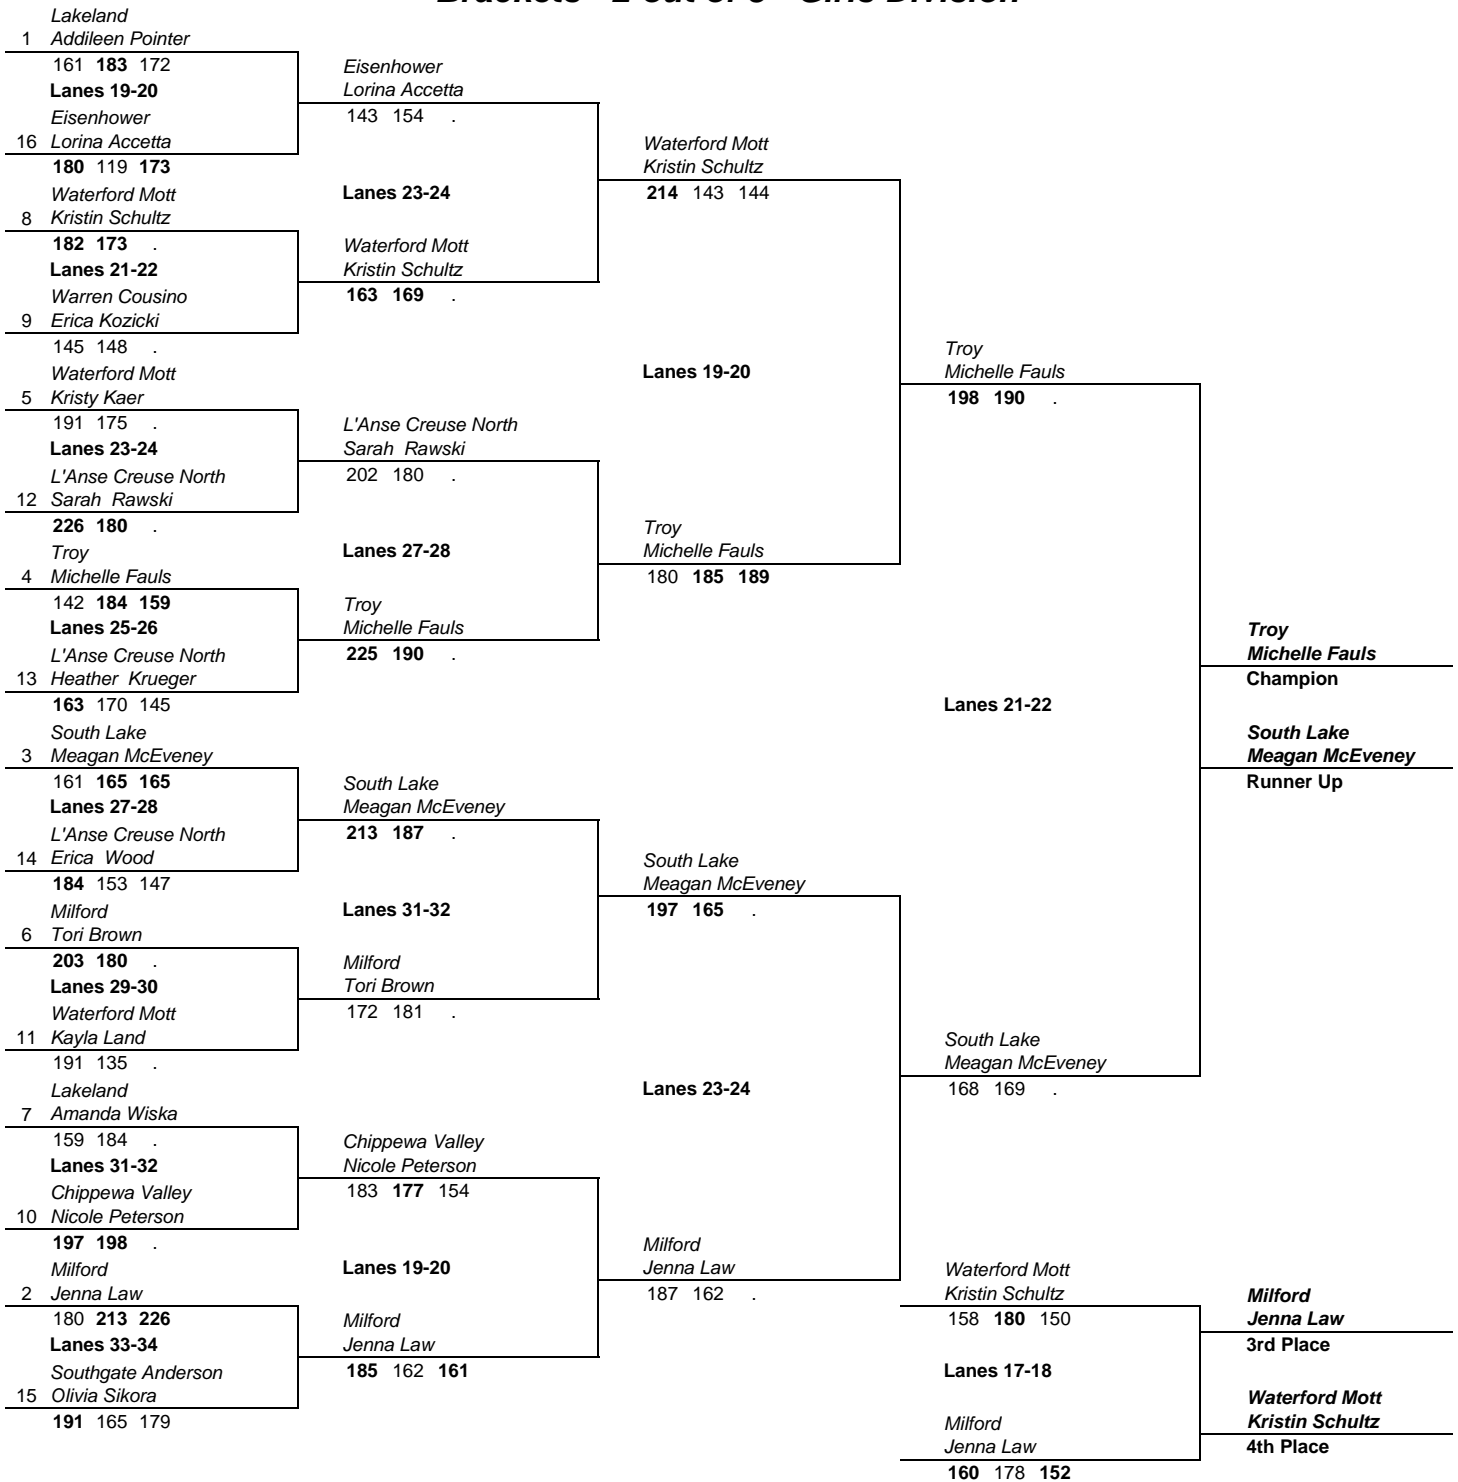 Brackets - 2 out of 3 - Girls Division
Lakeland
1 Addileen Pointer
161 183 172
Lanes 19-20
Eisenhower
16 Lorina Accetta
180 119 173
Waterford Mott
8 Kristin Schultz
182 173 .
Lanes 21-22
Warren Cousino
9 Erica Kozicki
145 148 .
Waterford Mott
5 Kristy Kaer
191 175 .
Lanes 23-24
L'Anse Creuse North
12 Sarah Rawski
226 180 .
Troy
4 Michelle Fauls
142 184 159
Lanes 25-26
L'Anse Creuse North
13 Heather Krueger
163 170 145
South Lake
3 Meagan McEveney
161 165 165
Lanes 27-28
L'Anse Creuse North
14 Erica Wood
184 153 147
Milford
6 Tori Brown
203 180 .
Lanes 29-30
Waterford Mott
11 Kayla Land
191 135 .
Lakeland
7 Amanda Wiska
159 184 .
Lanes 31-32
Chippewa Valley
10 Nicole Peterson
197 198 .
Milford
2 Jenna Law
180 213 226
Lanes 33-34
Southgate Anderson
15 Olivia Sikora
191 165 179
Eisenhower
Lorina Accetta
143 154 .
Lanes 23-24
Waterford Mott
Kristin Schultz
163 169 .
L'Anse Creuse North
Sarah Rawski
202 180 .
Lanes 27-28
Troy
Michelle Fauls
225 190 .
South Lake
Meagan McEveney
213 187 .
Lanes 31-32
Milford
Tori Brown
172 181 .
Chippewa Valley
Nicole Peterson
183 177 154
Lanes 19-20
Milford
Jenna Law
185 162 161
Waterford Mott
Kristin Schultz
214 143 144
Lanes 19-20
Troy
Michelle Fauls
180 185 189
South Lake
Meagan McEveney
197 165 .
Lanes 23-24
Milford
Jenna Law
187 162 .
Troy
Michelle Fauls
198 190 .
Lanes 21-22
South Lake
Meagan McEveney
168 169 .
Waterford Mott
Kristin Schultz
158 180 150
Lanes 17-18
Milford
Jenna Law
160 178 152
Troy
Michelle Fauls
Champion
South Lake
Meagan McEveney
Runner Up
Milford
Jenna Law
3rd Place
Waterford Mott
Kristin Schultz
4th Place